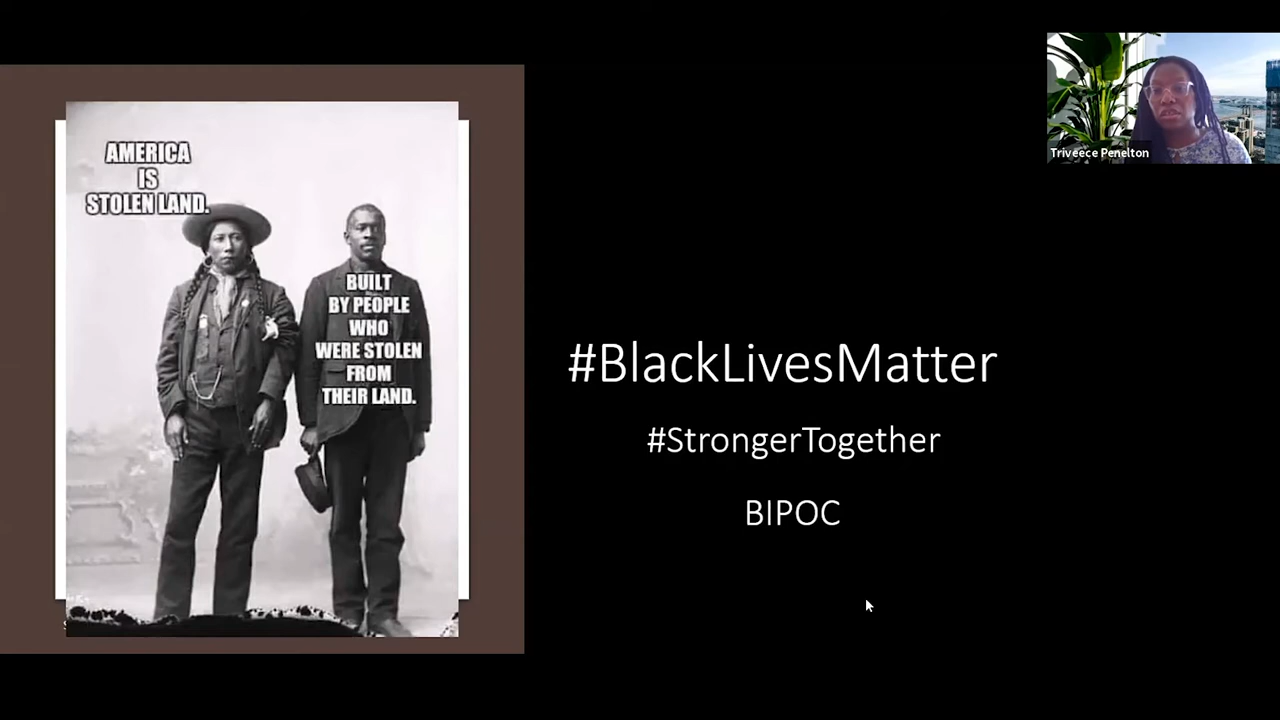 AMERICA
IS
STOLEN LAND.
BUILT
BY PEOPLE
WHO
WERE STOLEN
FROM
THEIR LAND.
#BlackLivesMatter
#StrongerTogether
BIPOC
Triveece Penelton